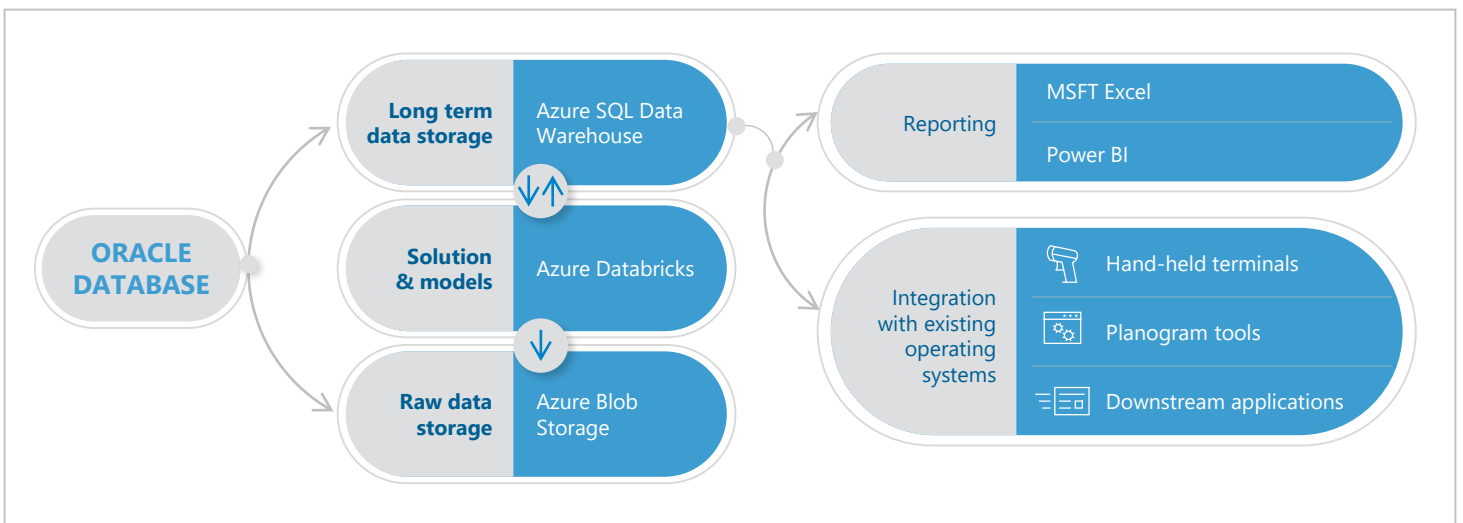 ORACLE
DATABASE
Long term
data storage
Azure SQL Data
Warehouse
Solution
& models
Azure Databricks
Raw data
storage
Azure Blob
Storage
Reporting
MSFT Excel
Power BI
Integration
with existing
operating
systems
Hand-held terminals
Planogram tools
Downstream applications